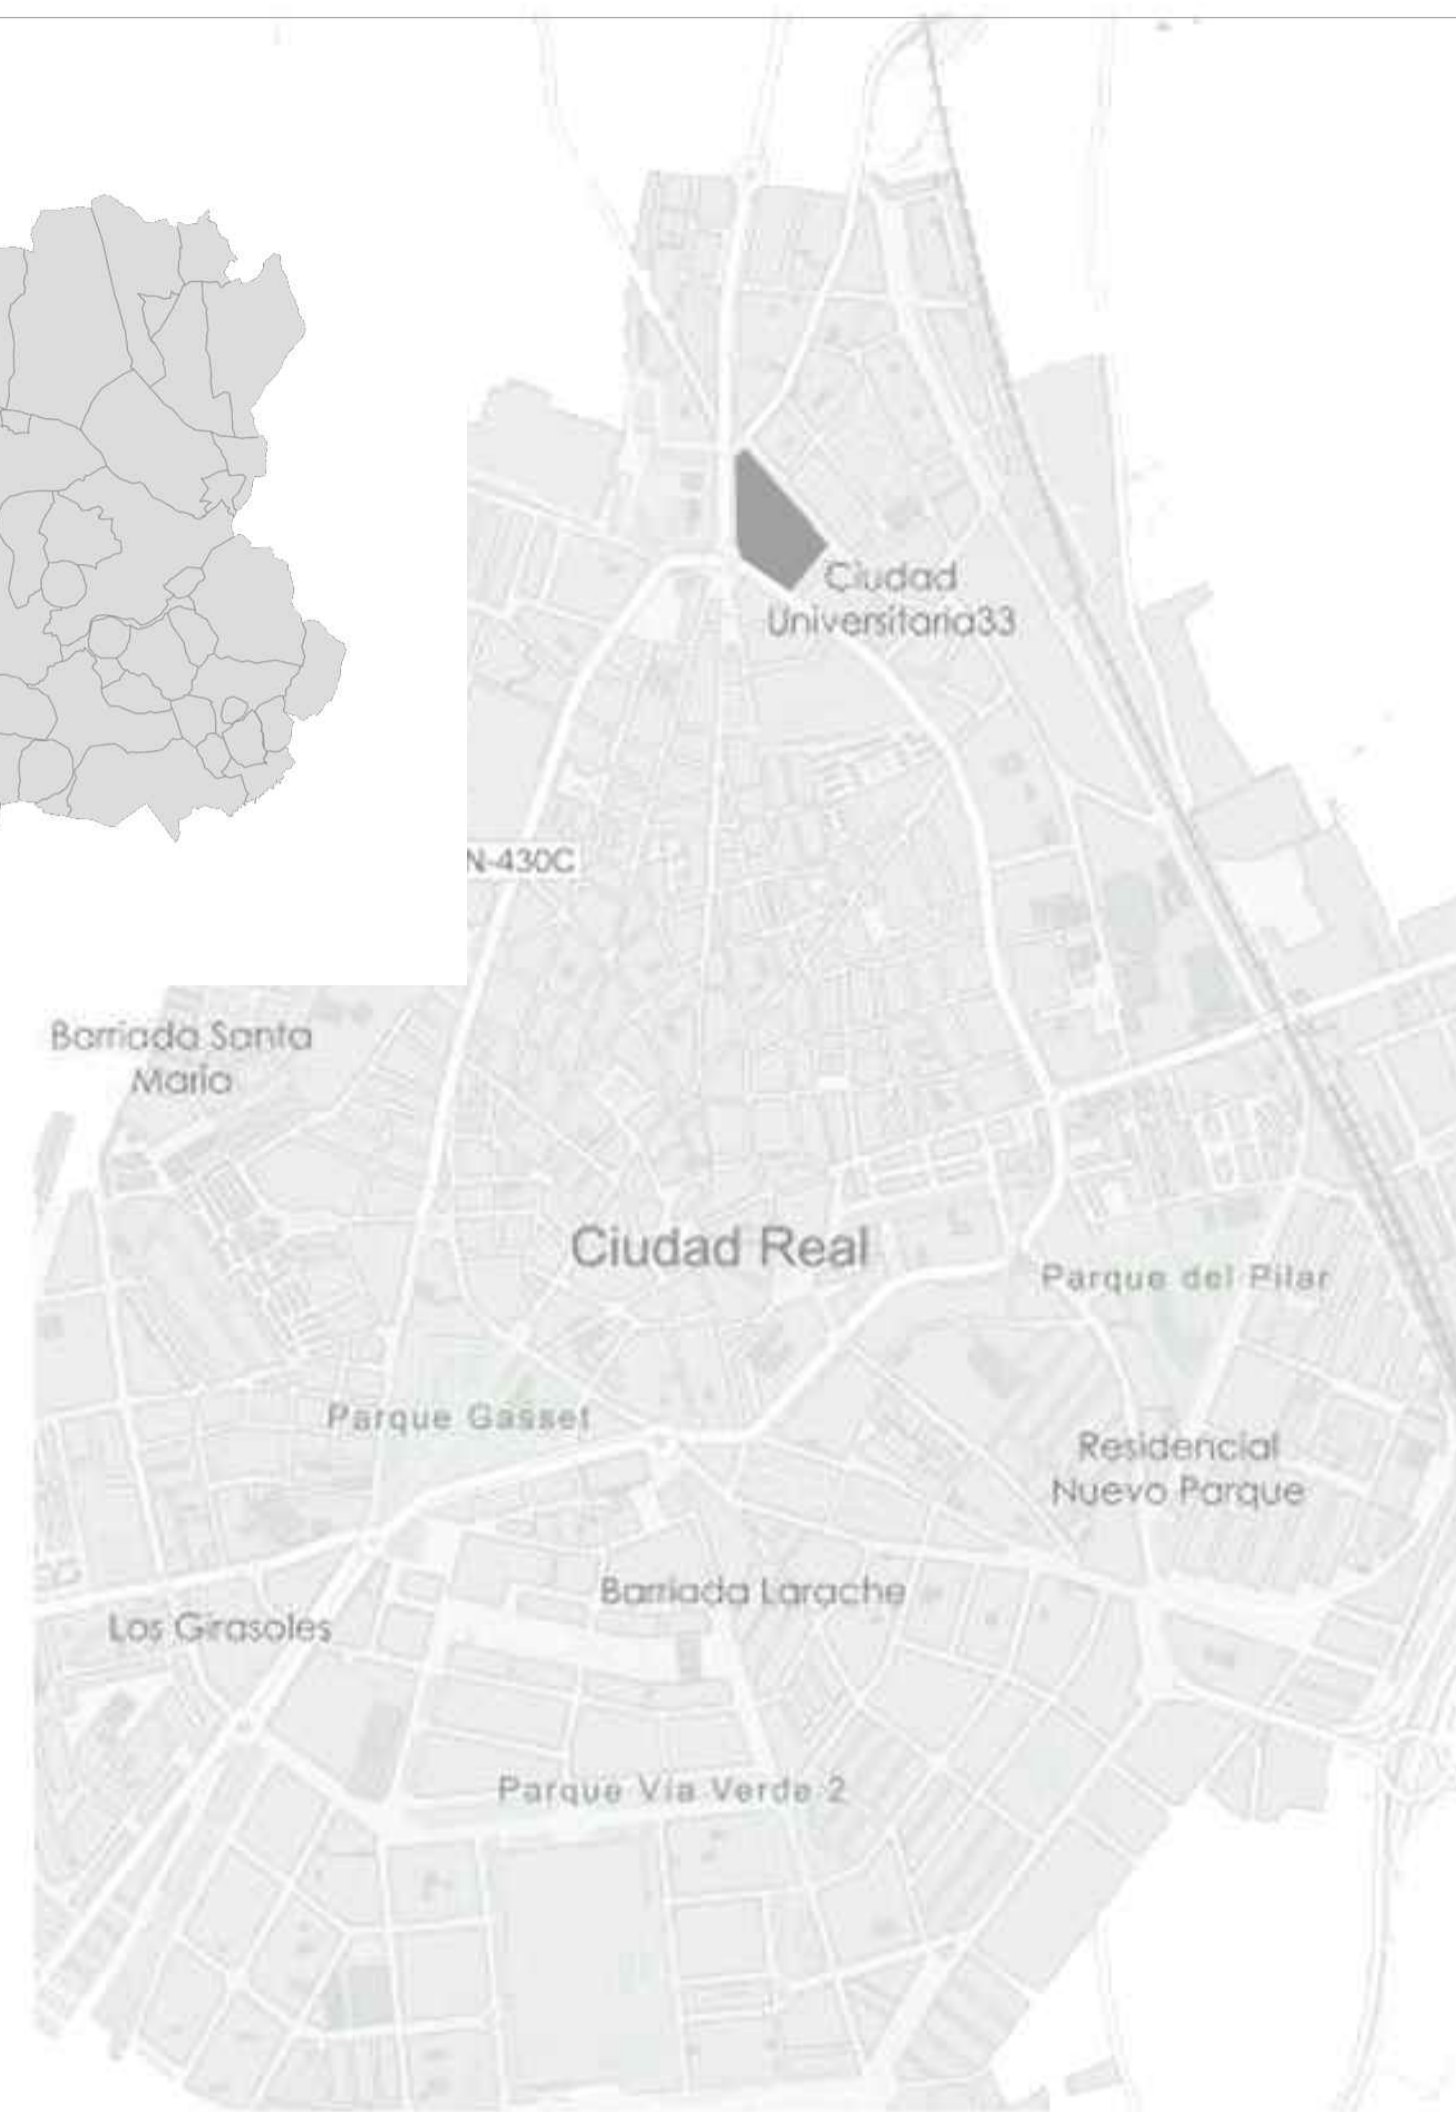 Ciudad
Universitaria33
N-430C
Barriada Santa
María
Ciudad Real
Parque del Pilar
Parque Gasset
Residencial
Nuevo Parque
Barriada Larache
Los Girasoles
Parque Vía Verde 2